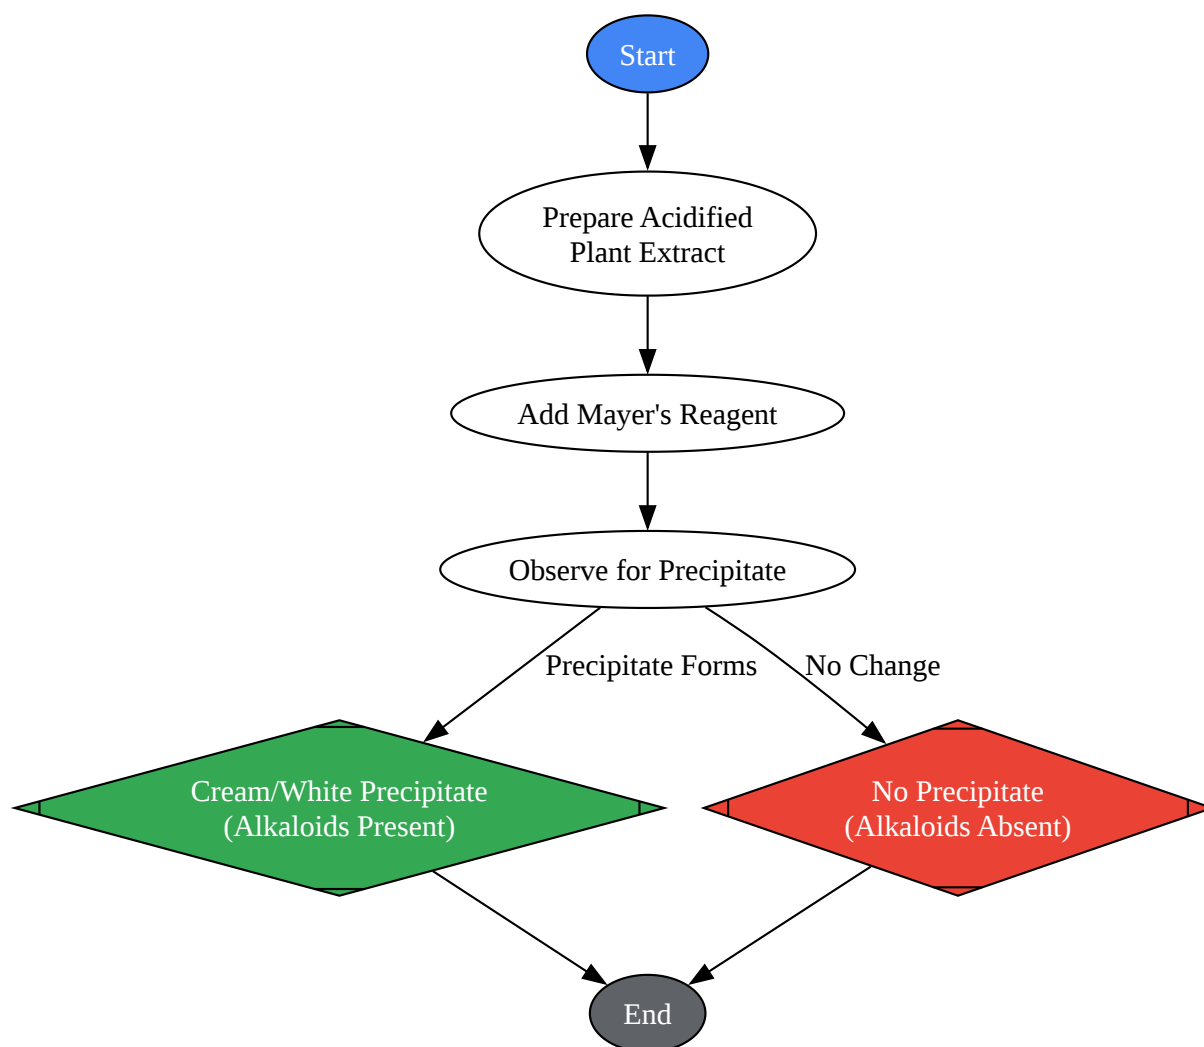 Start
Prepare Acidified
Plant Extract
Add Mayer's Reagent
Observe for Precipitate
Precipitate Forms
No Change
Cream/White Precipitate
(Alkaloids Present)
No Precipitate
(Alkaloids Absent)
End